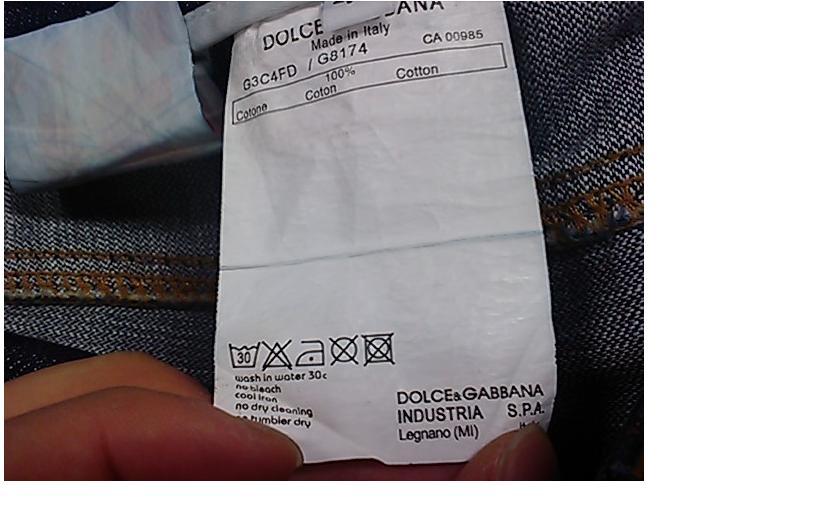 DOLCE
Made in Italy
G3C4FD / G8174
CA 00985
100%
Cotone Coton Cotton
30
wash in water 30c
no bleach
cool iron
no dry cleaning
tumbler dry
DOLCE&GABBANA
INDUSTRIA S.P.A.
Legnano (MI)